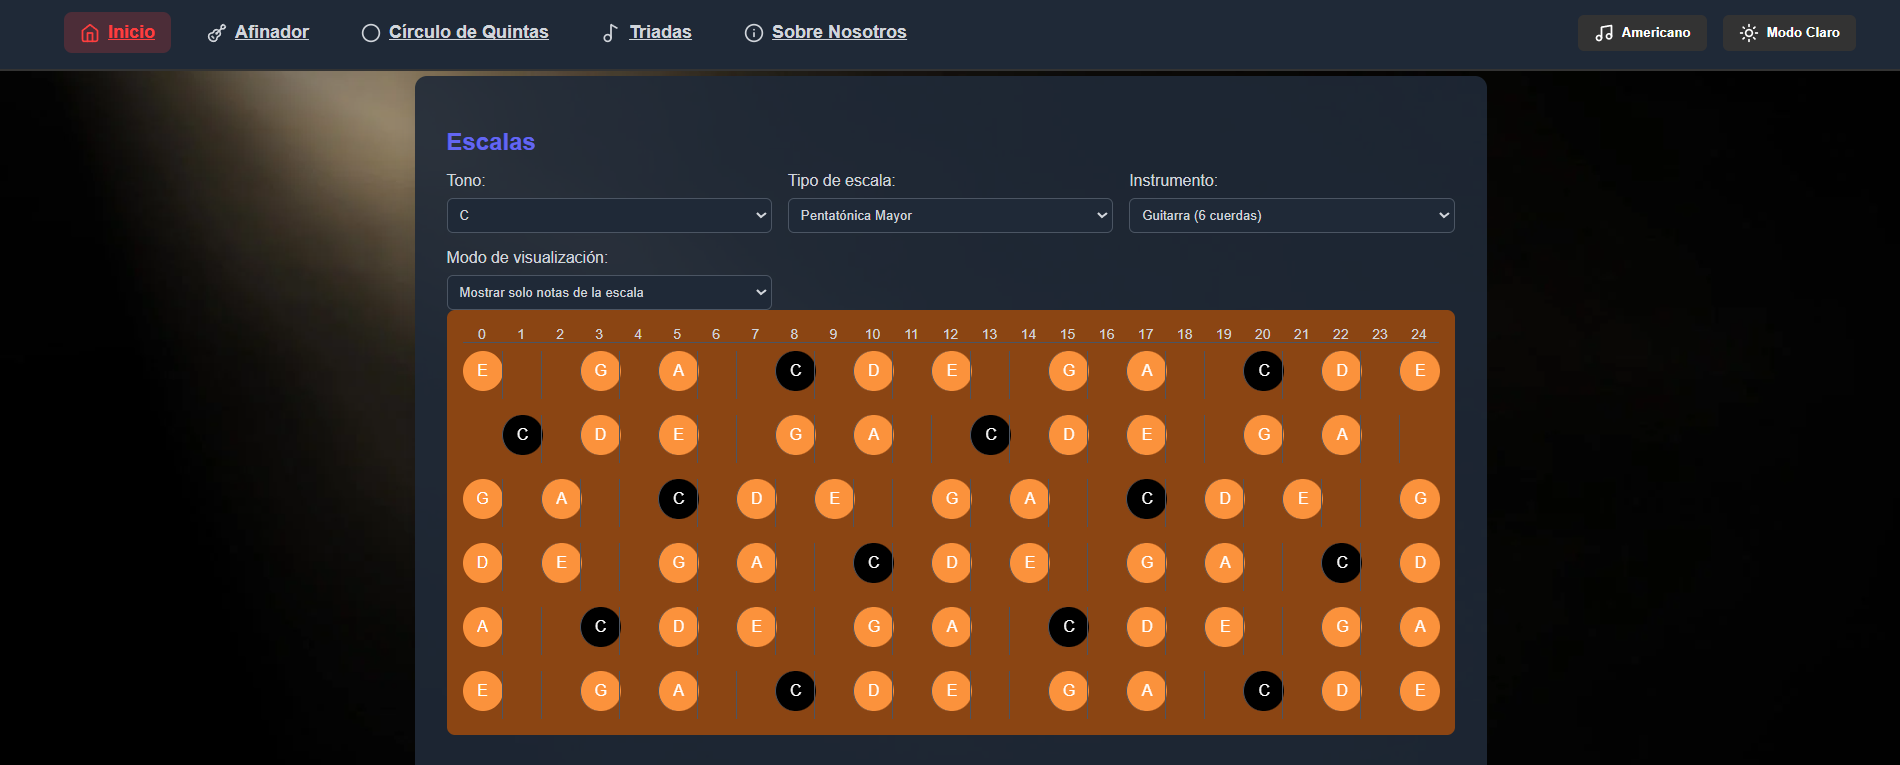 Inicio Afinador Círculo de Quintas Triadas Sobre Nosotros Americano Modo Claro
Escalas
Tono: Tipo de escala: Instrumento:
C Pentatónica Mayor Guitarra (6 cuerdas)
Modo de visualización:
Mostrar solo notas de la escala
0 1 2 3 4 5 6 7 8 9 10 11 12 13 14 15 16 17 18 19 20 21 22 23 24
E G A C D E G A C D E
C D E G A C D E G A
G A C D E G A C D E G
D E G A C D E G A C D
A C D E G A C D E G A
E G A C D E G A C D E